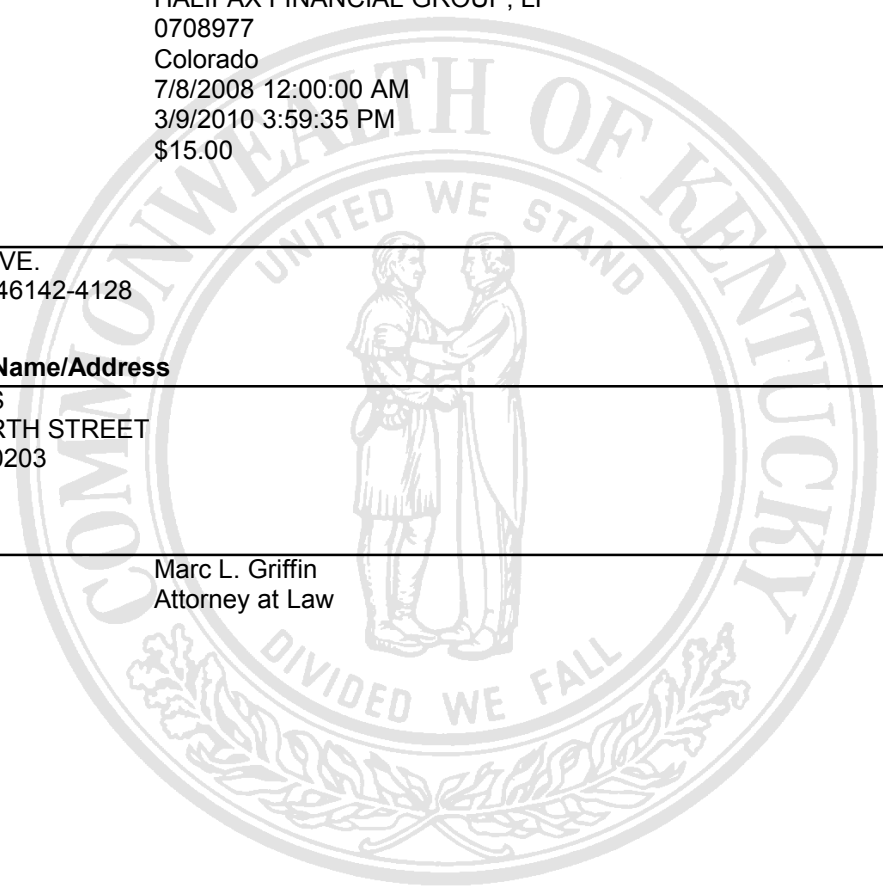 HALIFAX FINANCIAL GROUP, LP
0708977
Colorado
7/8/2008 12:00:00 AM
3/9/2010 3:59:35 PM
$15.00
VE.
46142-4128
Name/Address
S
RTH STREET
0203
Marc L. Griffin
Attorney at Law
COMMONWEALTH OF KENTUCKY
UNITED WE STAND
DIVIDED WE FALL